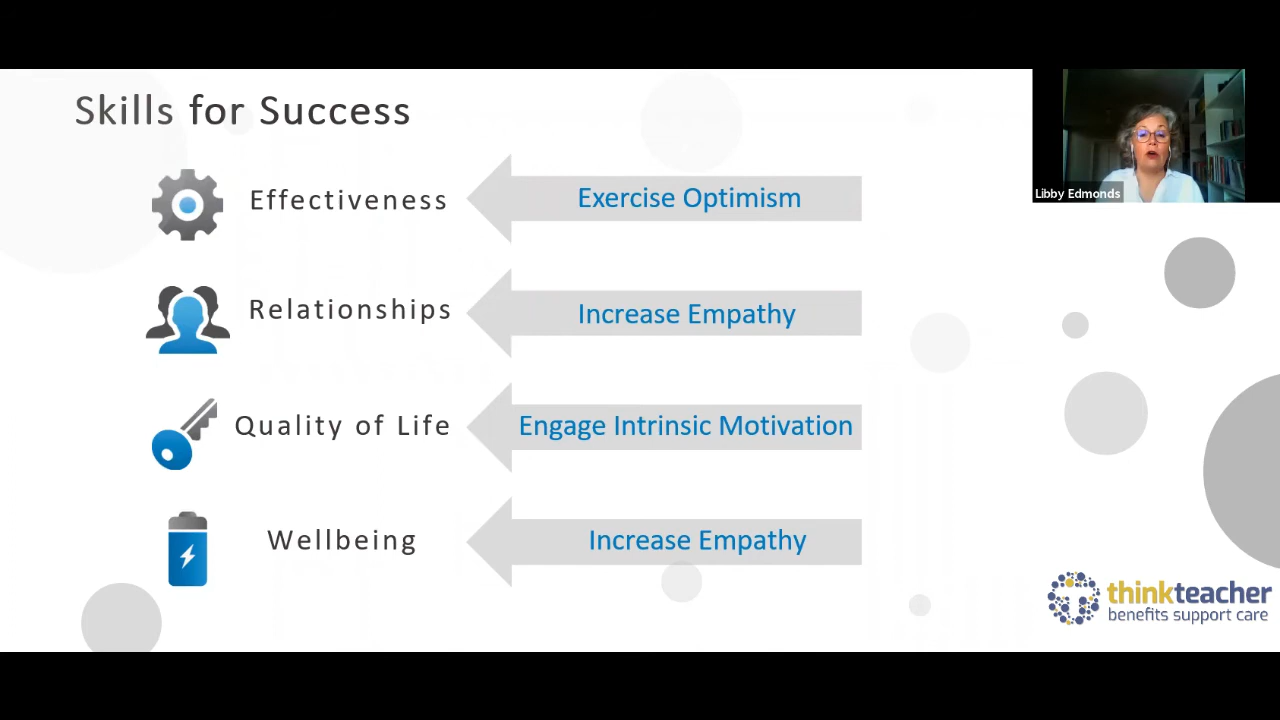 Skills for Success
Libby Edmonds
Effectiveness
Exercise Optimism
Relationships
Increase Empathy
Quality of Life
Engage Intrinsic Motivation
Wellbeing
Increase Empathy
thinkteacher
benefits support care